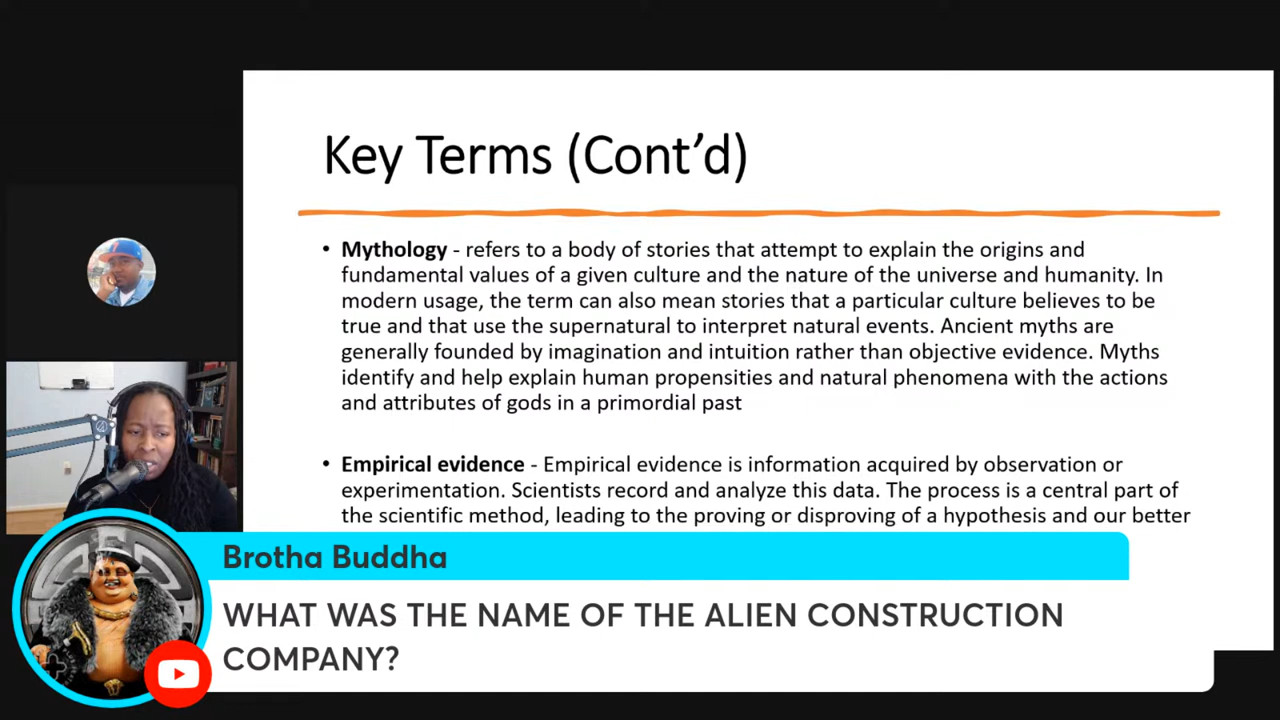 Key Terms (Cont’d)
• Mythology - refers to a body of stories that attempt to explain the origins and
fundamental values of a given culture and the nature of the universe and humanity. In
modern usage, the term can also mean stories that a particular culture believes to be
true and that use the supernatural to interpret natural events. Ancient myths are
generally founded by imagination and intuition rather than objective evidence. Myths
identify and help explain human propensities and natural phenomena with the actions
and attributes of gods in a primordial past
• Empirical evidence - Empirical evidence is information acquired by observation or
experimentation. Scientists record and analyze this data. The process is a central part of
the scientific method, leading to the proving or disproving of a hypothesis and our better
Brotha Buddha
WHAT WAS THE NAME OF THE ALIEN CONSTRUCTION
COMPANY?